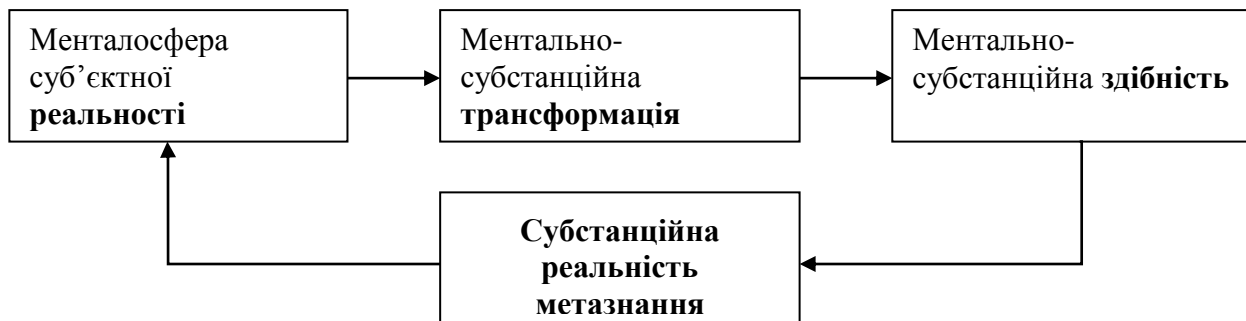 Менталосфера
суб’єктної
реальності
Ментально-
субстанційна
трансформація
Ментально-
субстанційна здібність
Субстанційна
реальність
метазнання